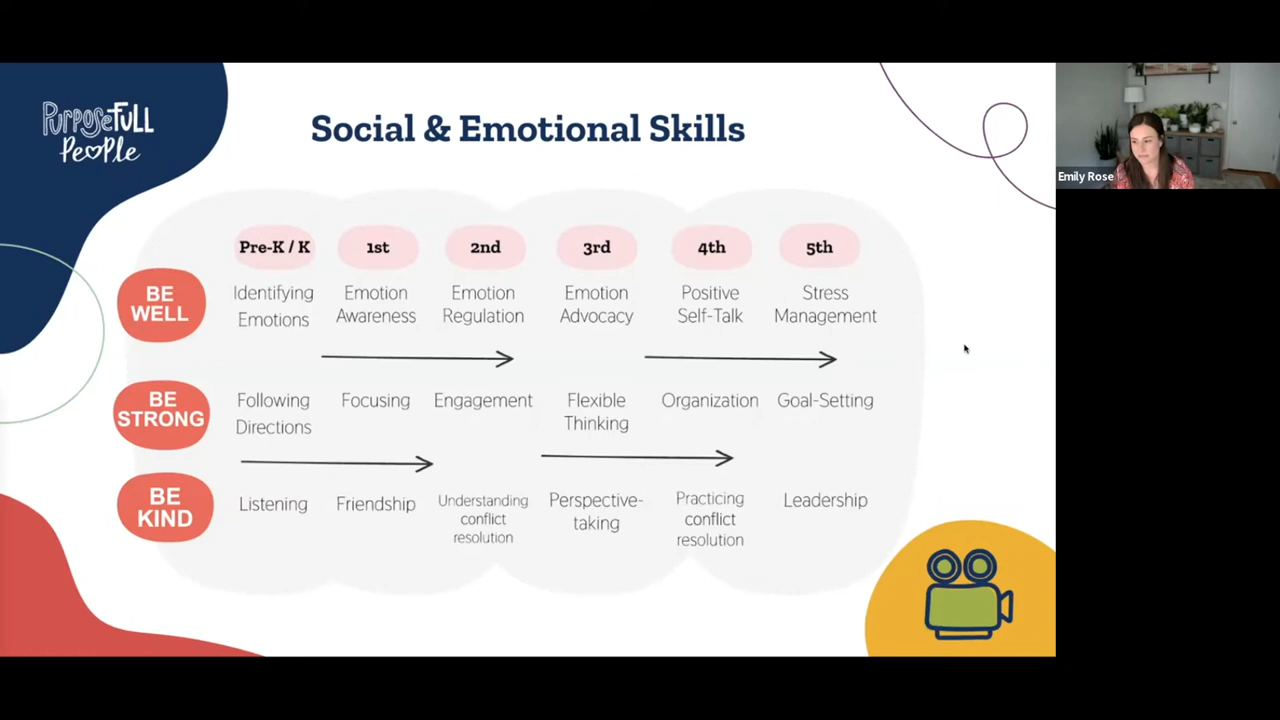 PURPOSEFULL
PEOPLE
Social & Emotional Skills
Emily Rose
Pre-K / K
1st
2nd
3rd
4th
5th
BE
WELL
Identifying
Emotions
Emotion
Awareness
Emotion
Regulation
Emotion
Advocacy
Positive
Self-Talk
Stress
Management
BE
STRONG
Following
Directions
Focusing
Engagement
Flexible
Thinking
Organization
Goal-Setting
BE
KIND
Listening
Friendship
Understanding
conflict
resolution
Perspective-
taking
Practicing
conflict
resolution
Leadership